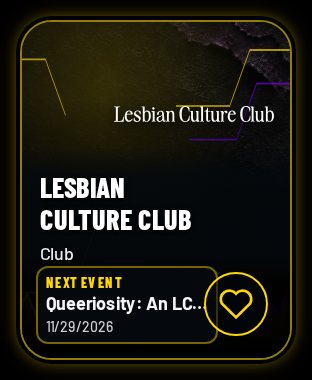 Lesbian Culture Club
LESBIAN
CULTURE CLUB
Club
NEXT EVENT
Queeriosity: An LC...
11/29/2026